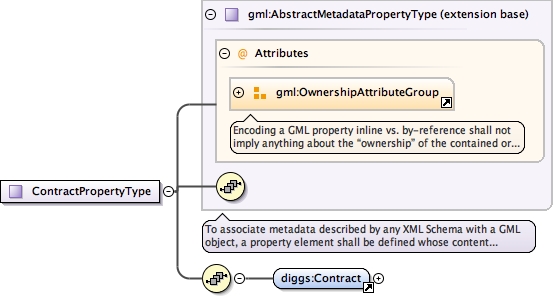 gml:AbstractMetadataPropertyType (extension base)
@ Attributes
gml:OwnershipAttributeGroup
Encoding a GML property inline vs. by-reference shall not
imply anything about the "ownership" of the contained or...
ContractPropertyType
To associate metadata described by any XML Schema with a GML
object, a property element shall be defined whose content...
diggs:Contract